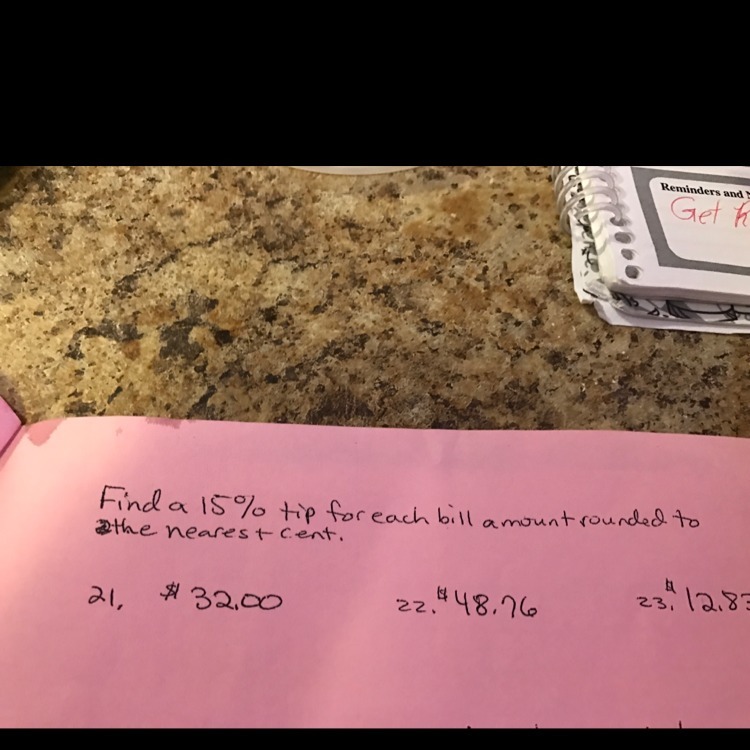 Reminders and
Get
Find a 15% tip for each bill amount rounded to
the nearest cent.
21. $32.00 22. $48.76 23. $12.83